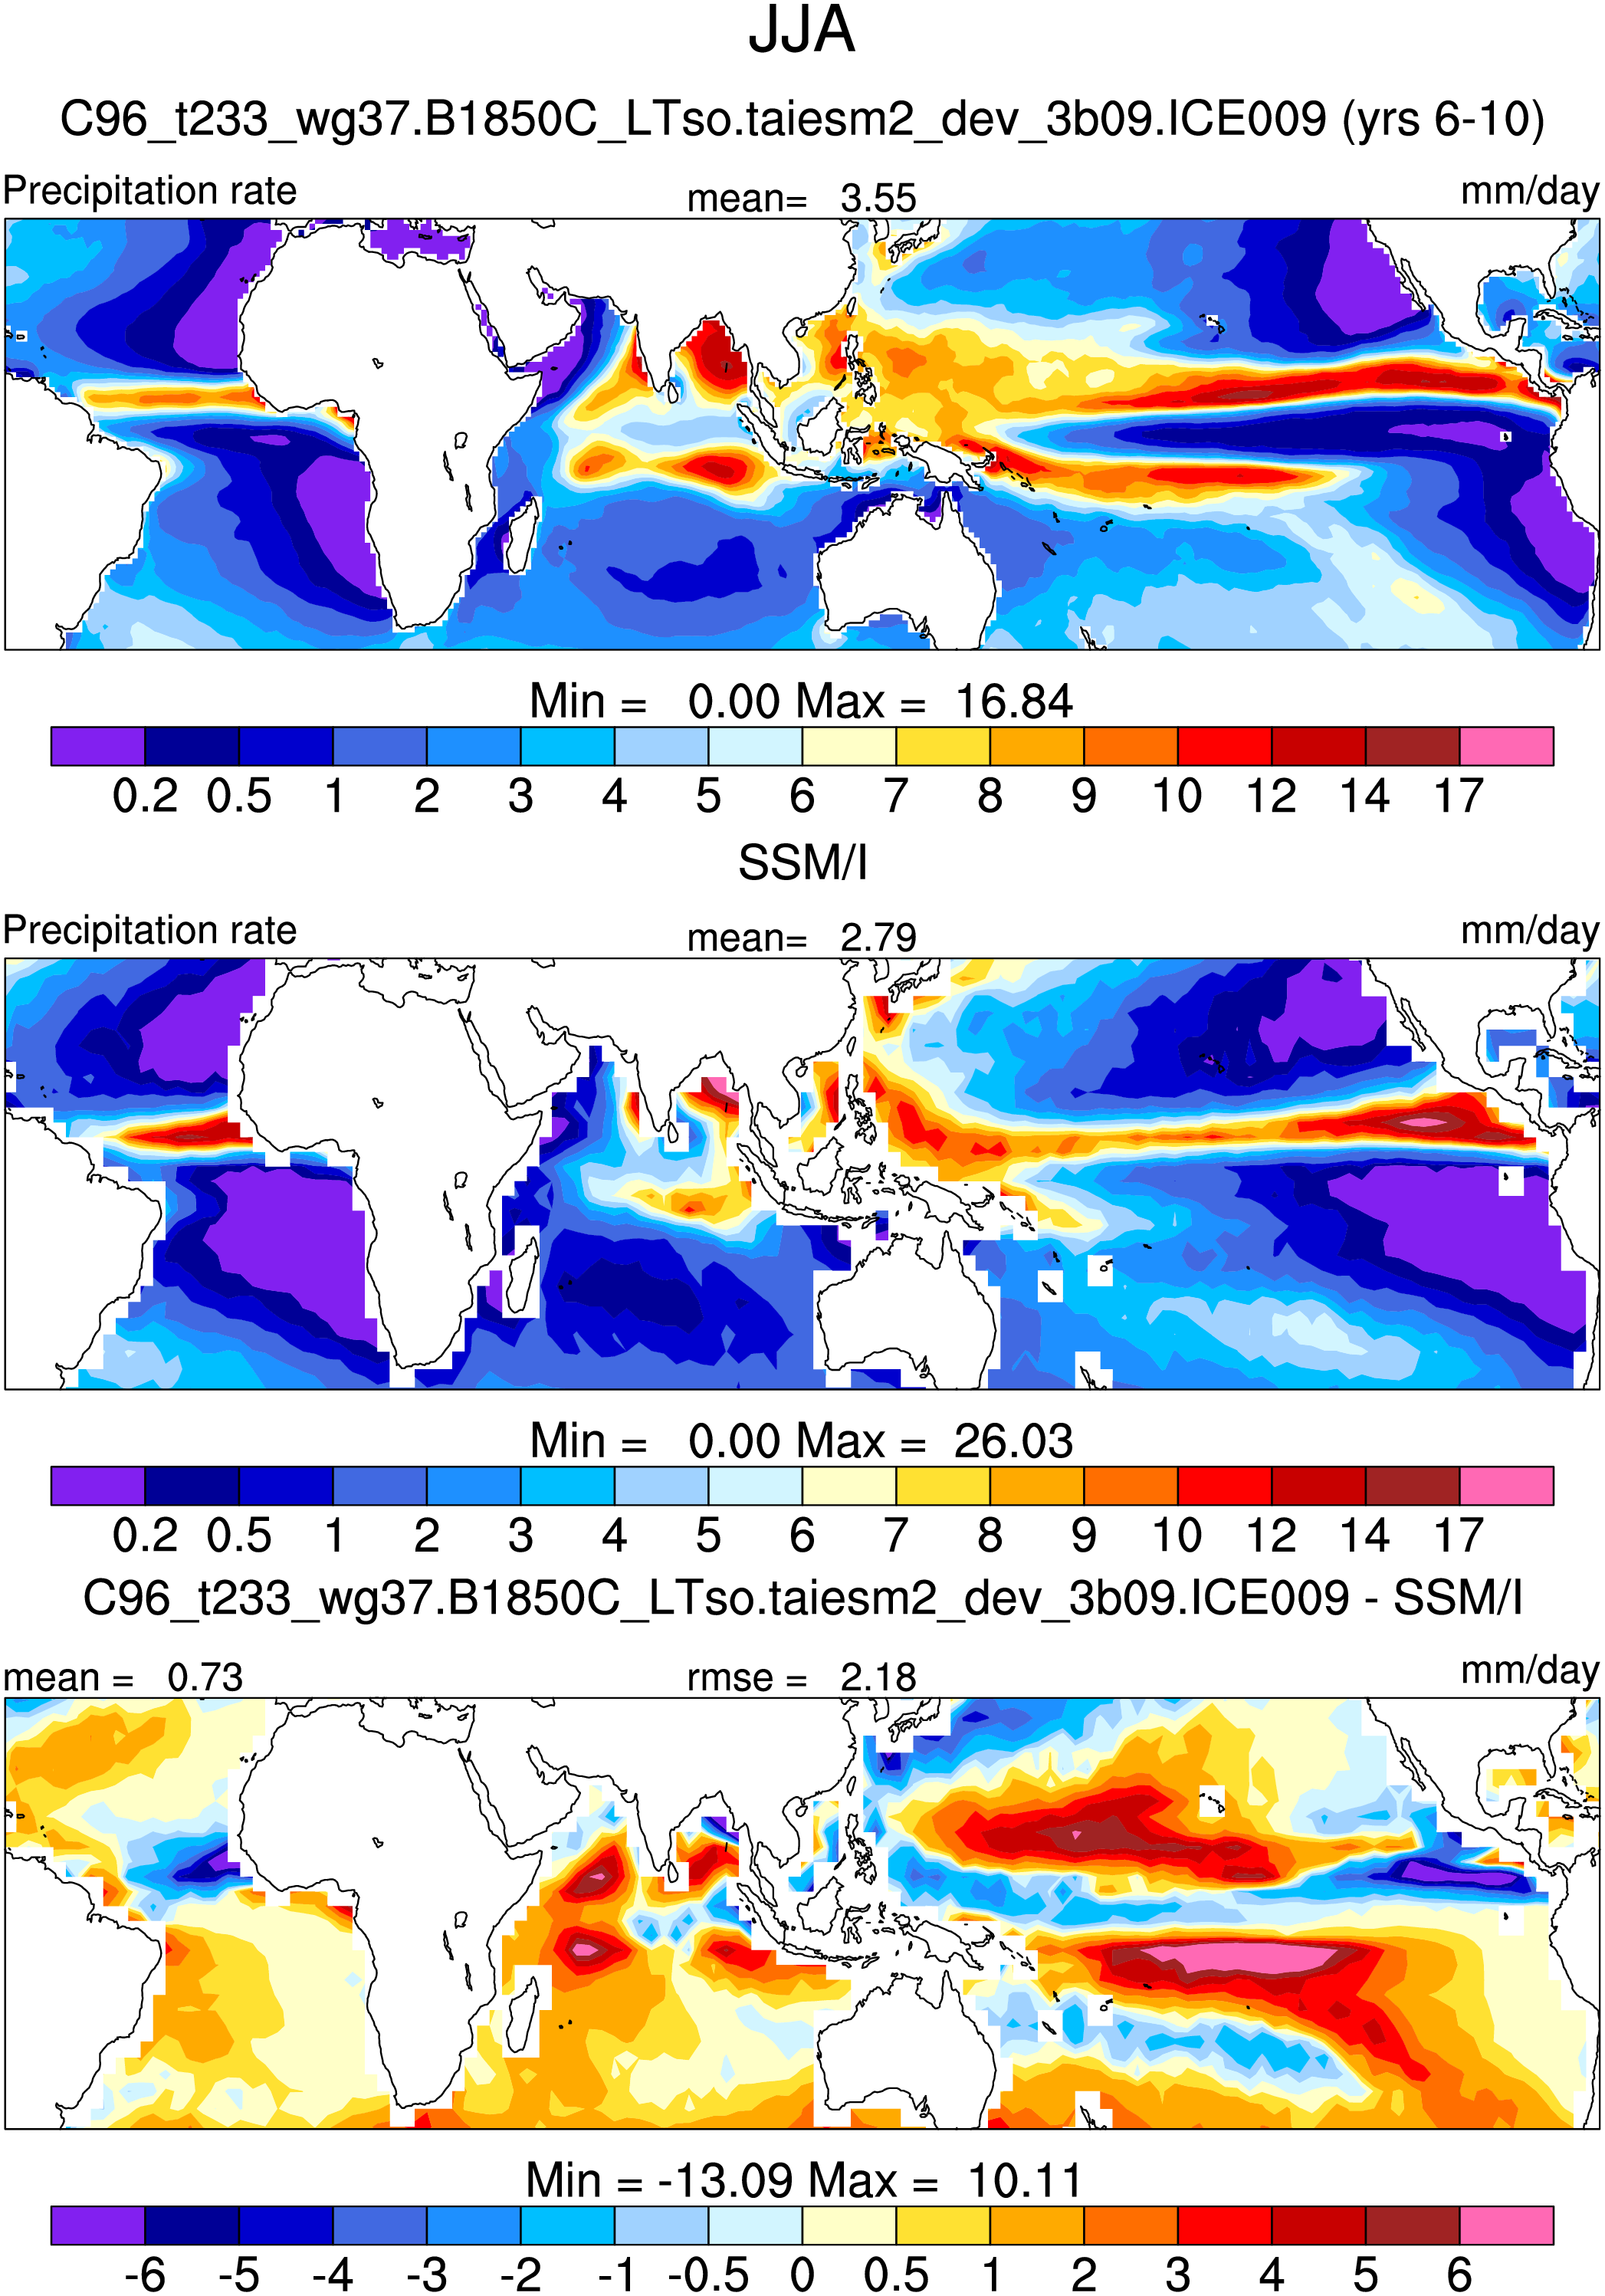 JJA
C96_t233_wg37.B1850C_LTso.taiesm2_dev_3b09.ICE009 (yrs 6-10)
Precipitation rate mean= 3.55 mm/day
Min = 0.00 Max = 16.84
0.2 0.5 1 2 3 4 5 6 7 8 9 10 12 14 17
SSM/I
Precipitation rate mean= 2.79 mm/day
Min = 0.00 Max = 26.03
0.2 0.5 1 2 3 4 5 6 7 8 9 10 12 14 17
C96_t233_wg37.B1850C_LTso.taiesm2_dev_3b09.ICE009 - SSM/I
mean = 0.73 rmse = 2.18 mm/day
Min = -13.09 Max = 10.11
-6 -5 -4 -3 -2 -1 -0.5 0 0.5 1 2 3 4 5 6